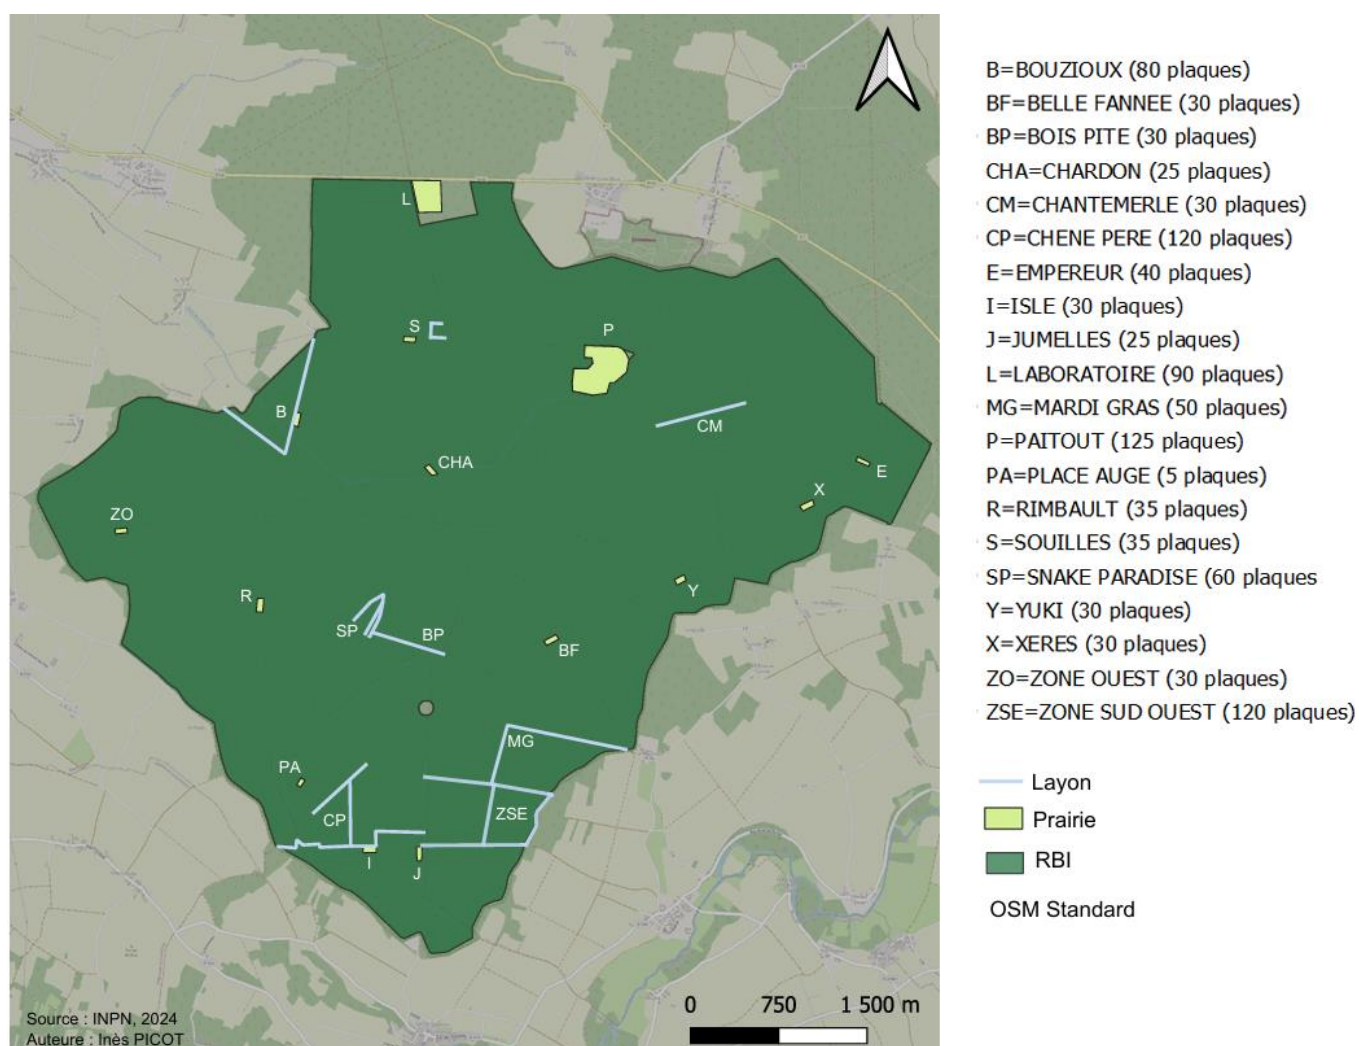 L
S
P
B
CM
CHA
E
X
ZO
Y
R
SP
BP
BF
MG
PA
CP
ZSE
I
J
0 750 1 500 m
Source : INPN, 2024
Auteure : Inès PICOT
B=BOUZIOUX (80 plaques)
BF=BELLE FANNEE (30 plaques)
BP=BOIS PITE (30 plaques)
CHA=CHARDON (25 plaques)
CM=CHANTEMERLE (30 plaques)
CP=CHENE PERE (120 plaques)
E=EMPEREUR (40 plaques)
I=ISLE (30 plaques)
J=JUMELLES (25 plaques)
L=LABORATOIRE (90 plaques)
MG=MARDI GRAS (50 plaques)
P=PAITOUT (125 plaques)
PA=PLACE AUGE (5 plaques)
R=RIMBAULT (35 plaques)
S=SOUILLES (35 plaques)
SP=SNAKE PARADISE (60 plaques
Y=YUKI (30 plaques)
X=XERES (30 plaques)
ZO=ZONE OUEST (30 plaques)
ZSE=ZONE SUD OUEST (120 plaques)
Layon
Prairie
RBI
OSM Standard